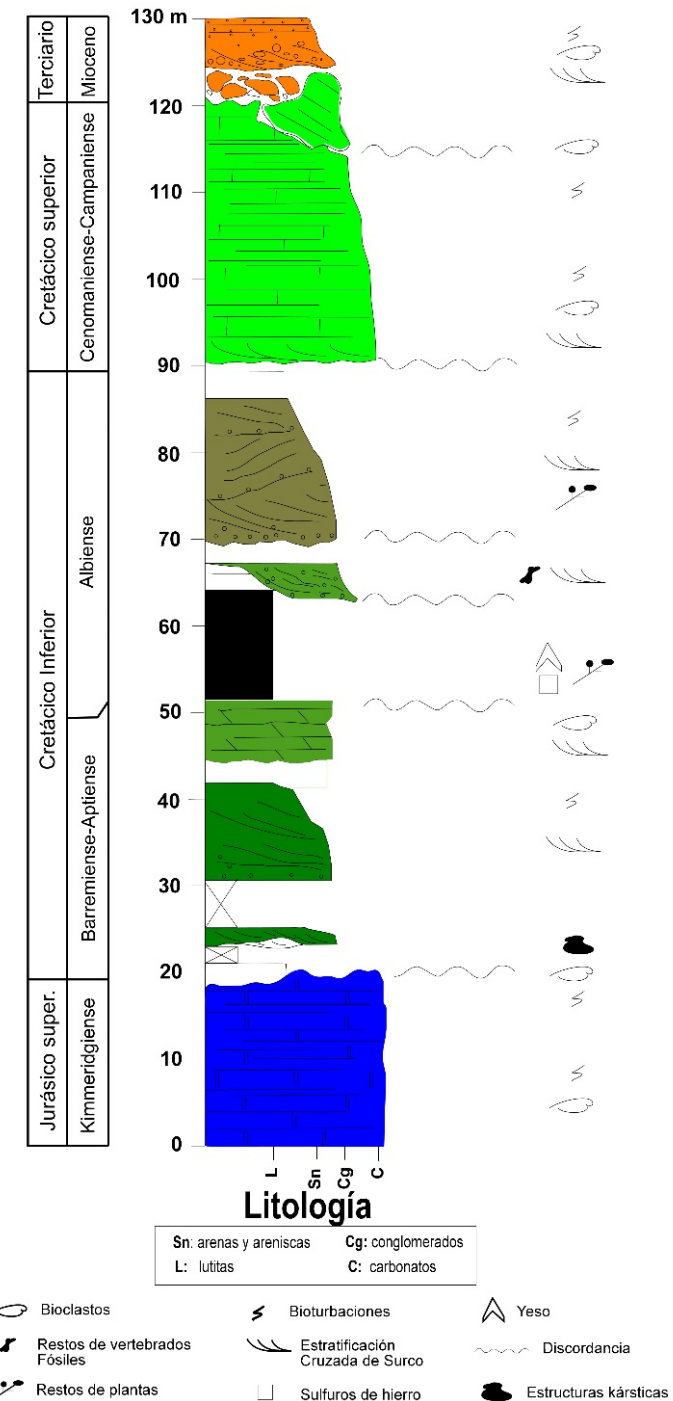 130 m
120
110
100
90
80
70
60
50
40
30
20
10
0
Terciario
Mioceno
Cretácico superior
Cenomaniense-Campaniense
Cretácico Inferior
Albiense
Barremiense-Aptiense
Jurásico super.
Kimmeridgiense
L
Sn
Cg
C
Litología
Sn: arenas y areniscas
Cg: conglomerados
L: lutitas
C: carbonatos
Bioclastos
Bioturbaciones
Yeso
Restos de vertebrados
Fósiles
Estratificación
Cruzada de Surco
Discordancia
Restos de plantas
Sulfuros de hierro
Estructuras kársticas